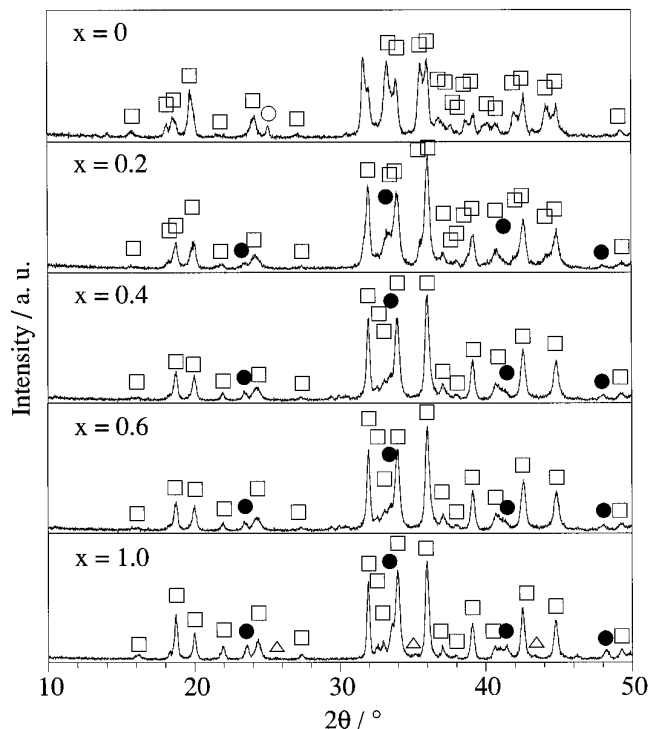 x = 0
x = 0.2
x = 0.4
x = 0.6
x = 1.0
Intensity / a. u.
10 20 30 40 50
2θ / °